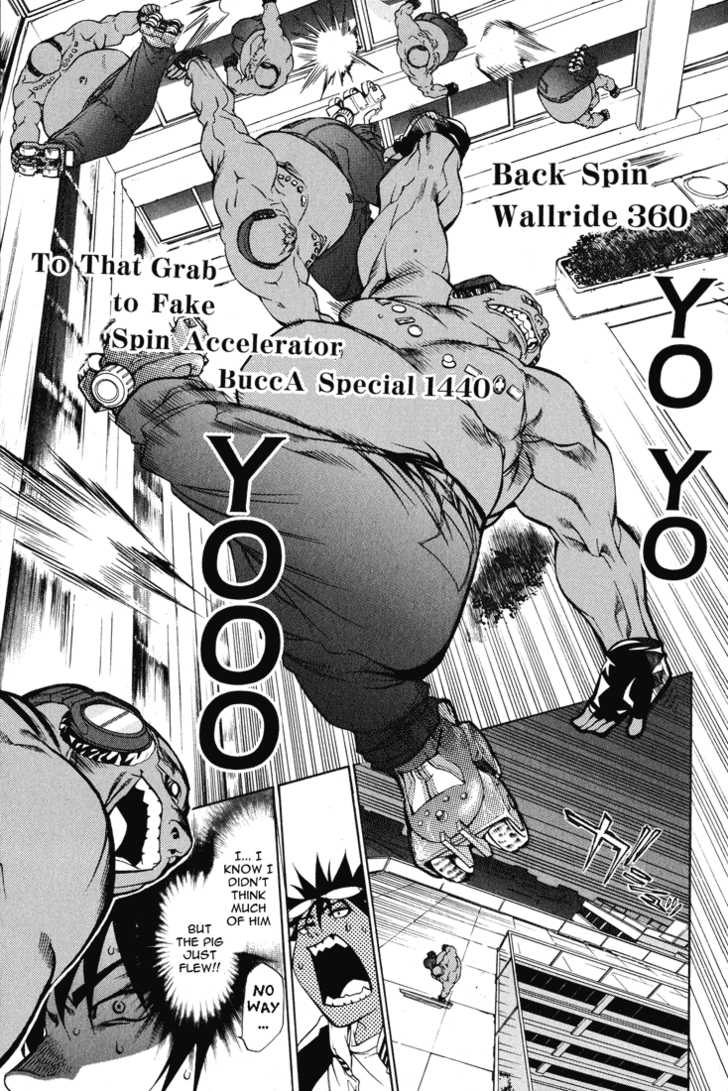 Back Spin
Wallride 360
YO YO
To That Grab
to Fake
Spin Accelerator
BuccA Special 1440°
YOOO
I... I
KNOW I
DIDN'T
THINK
MUCH
OF HIM
BUT
THE PIG
JUST
FLEW!!
NO
WAY
...